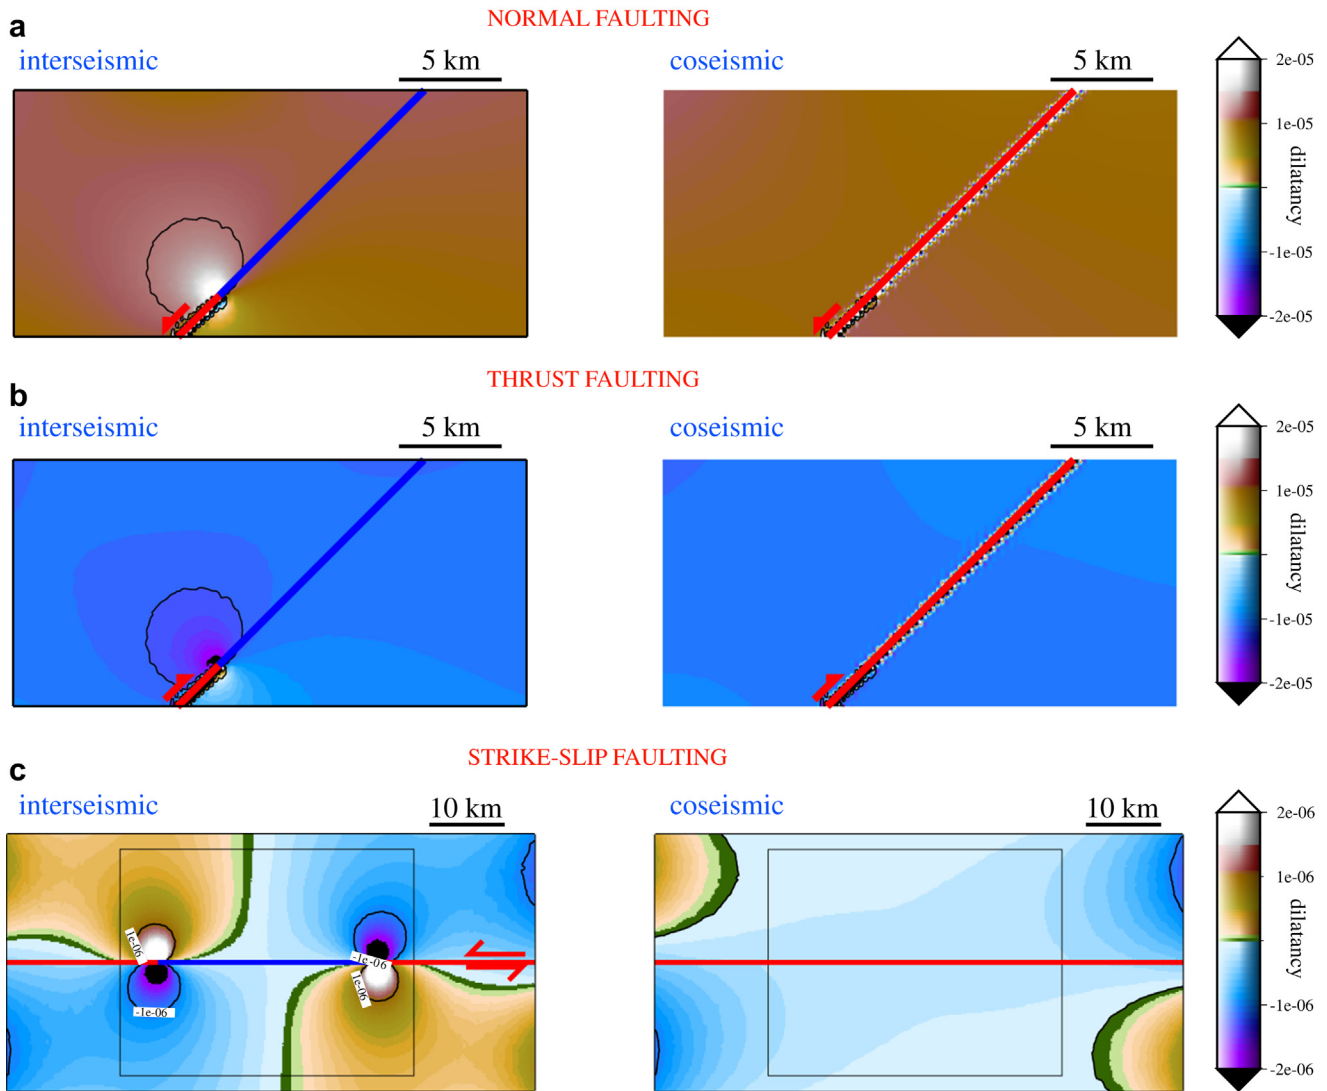 a
NORMAL FAULTING
interseismic
5 km
coseismic
5 km
2e-05
1e-05
dilatancy
-1e-05
-2e-05
b
THRUST FAULTING
interseismic
5 km
coseismic
5 km
2e-05
1e-05
dilatancy
-1e-05
-2e-05
c
STRIKE-SLIP FAULTING
interseismic
10 km
coseismic
10 km
1e-06
-1e-06
-1e-06
1e-06
2e-06
1e-06
dilatancy
-1e-06
-2e-06